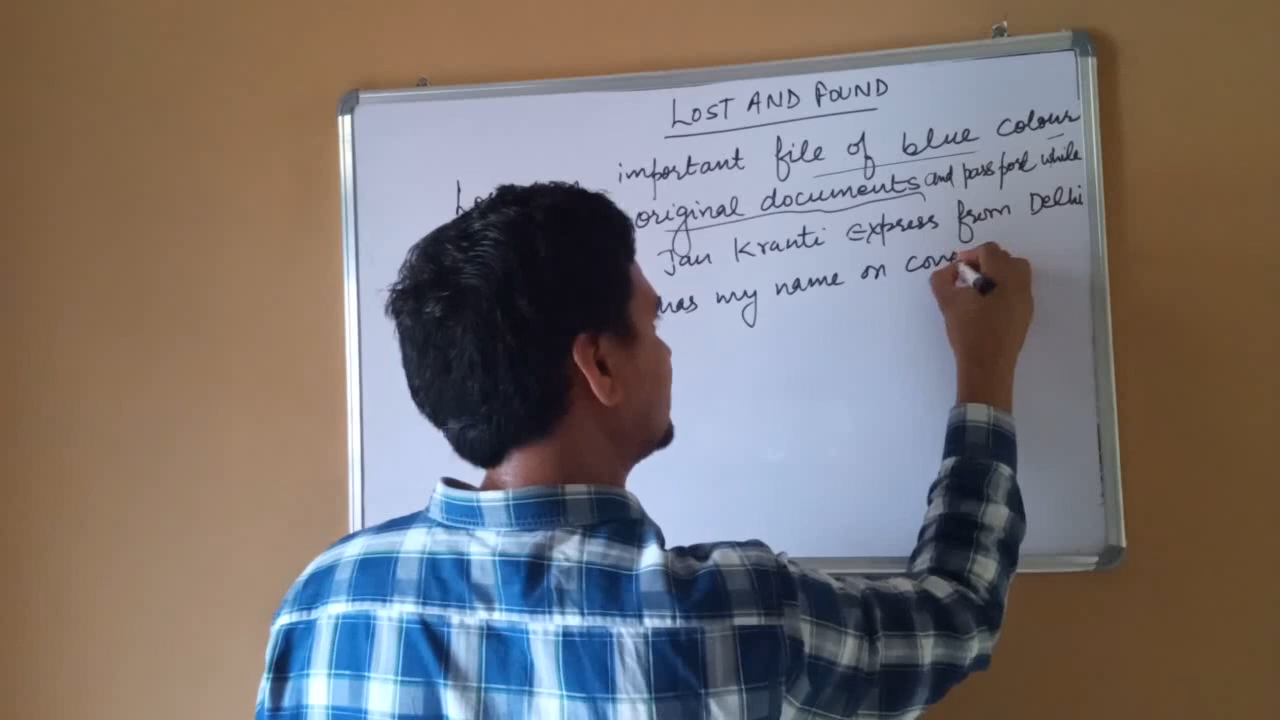 LOST AND FOUND
important file of blue colour
original documents and passport while
Jan Kranti Express from Delhi
has my name on cove